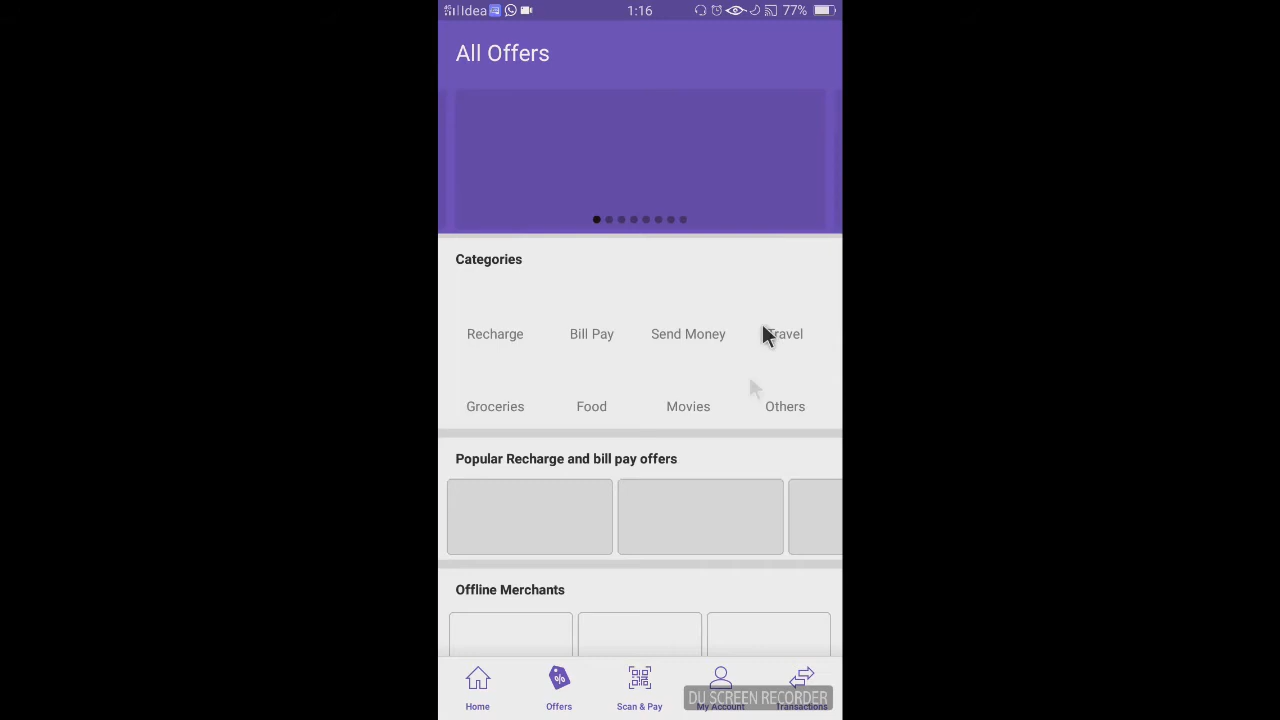 Idea 1:16 77%
All Offers
Categories
Recharge Bill Pay Send Money Travel
Groceries Food Movies Others
Popular Recharge and bill pay offers
Offline Merchants
Home Offers Scan & Pay My Account Transactions
DU SCREEN RECORDER